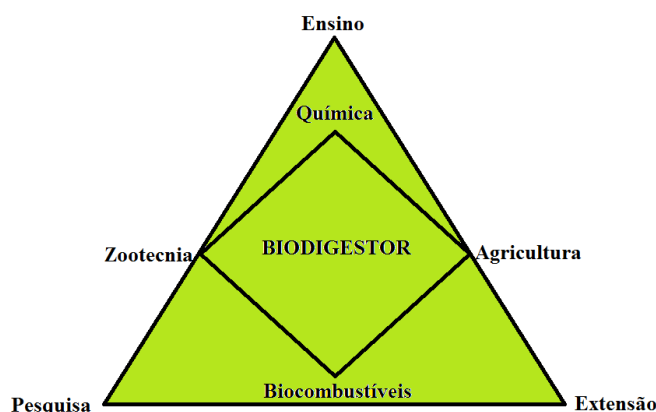 Ensino
Química
Zootecnia
BIODIGESTOR
Agricultura
Biocombustíveis
Pesquisa
Extensão